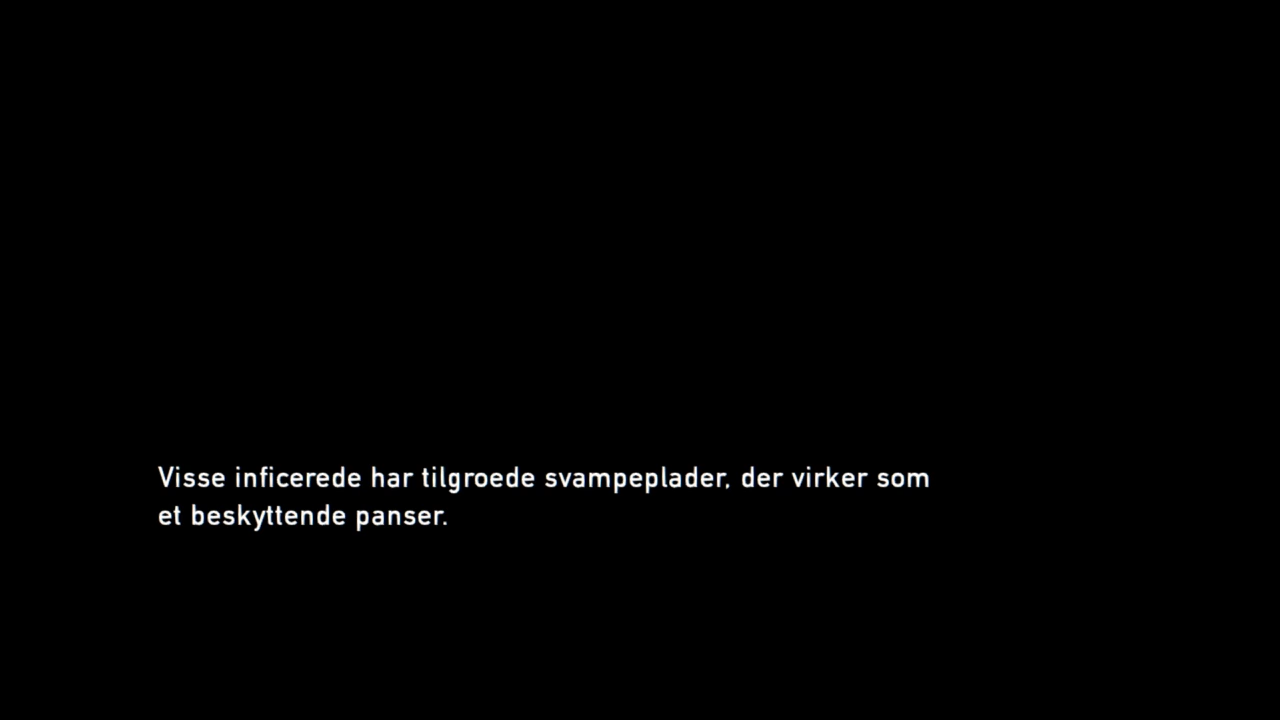 Visse inficerede har tilgroede svampeplader, der virker som
et beskyttende panser.